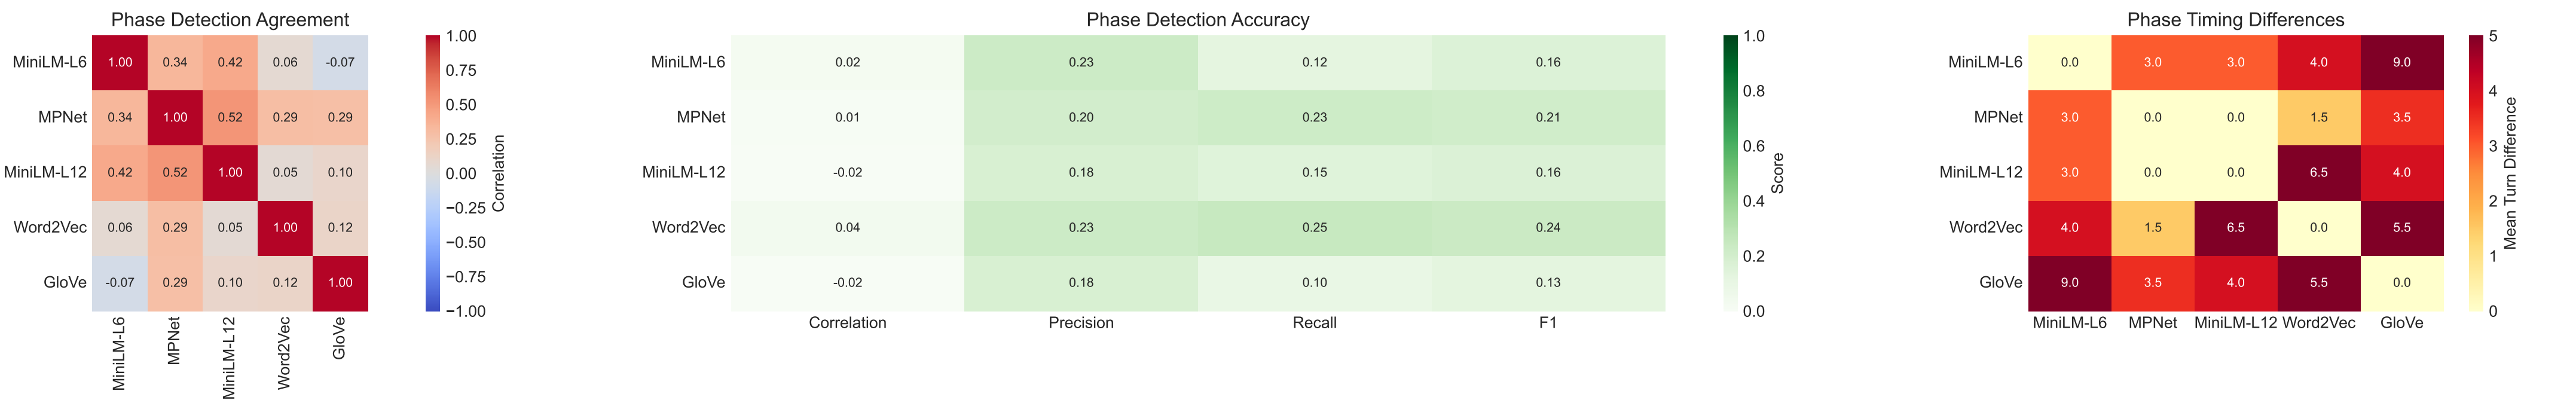 Phase Detection Agreement
MiniLM-L6 1.00 0.34 0.42 0.06 -0.07
MPNet 0.34 1.00 0.52 0.29 0.29
MiniLM-L12 0.42 0.52 1.00 0.05 0.10
Word2Vec 0.06 0.29 0.05 1.00 0.12
GloVe -0.07 0.29 0.10 0.12 1.00
MiniLM-L6 MPNet MiniLM-L12 Word2Vec GloVe
1.00
0.75
0.50
0.25
0.00
−0.25
−0.50
−0.75
−1.00
Correlation
Phase Detection Accuracy
MiniLM-L6 0.02 0.23 0.12 0.16
MPNet 0.01 0.20 0.23 0.21
MiniLM-L12 -0.02 0.18 0.15 0.16
Word2Vec 0.04 0.23 0.25 0.24
GloVe -0.02 0.18 0.10 0.13
Correlation Precision Recall F1
1.0
0.8
0.6
0.4
0.2
0.0
Score
Phase Timing Differences
MiniLM-L6 0.0 3.0 3.0 4.0 9.0
MPNet 3.0 0.0 0.0 1.5 3.5
MiniLM-L12 3.0 0.0 0.0 6.5 4.0
Word2Vec 4.0 1.5 6.5 0.0 5.5
GloVe 9.0 3.5 4.0 5.5 0.0
MiniLM-L6 MPNet MiniLM-L12 Word2Vec GloVe
5
4
3
2
1
0
Mean Turn Difference